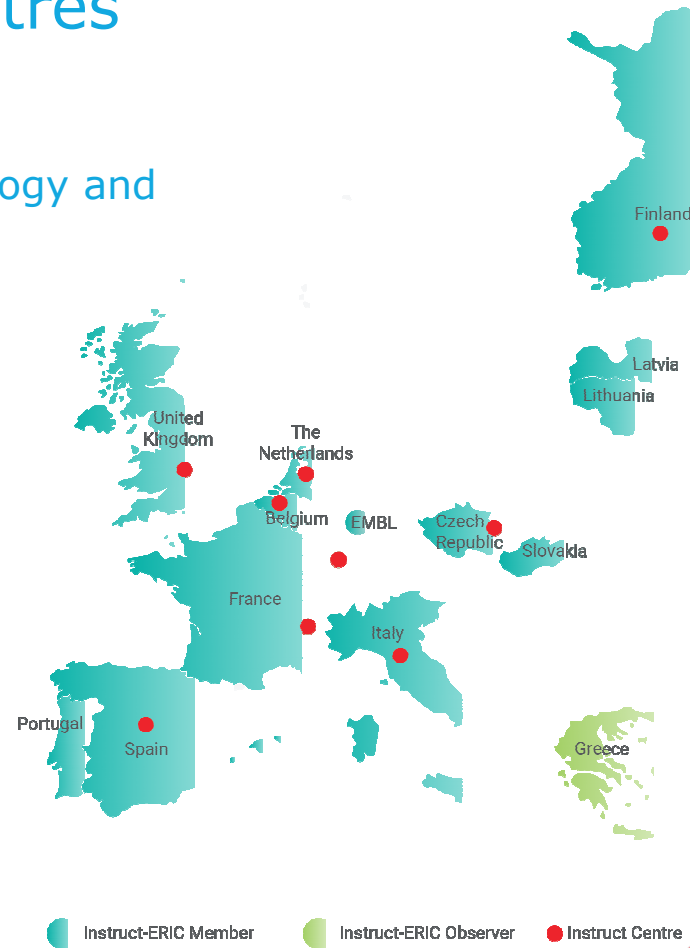 tres
ogy and
Finland
Latvia
Lithuania
United
Kingdom
The
Netherlands
Belgium
EMBL
Czech
Republic
Slovakia
France
Italy
Portugal
Spain
Greece
Instruct-ERIC Member
Instruct-ERIC Observer
Instruct Centre